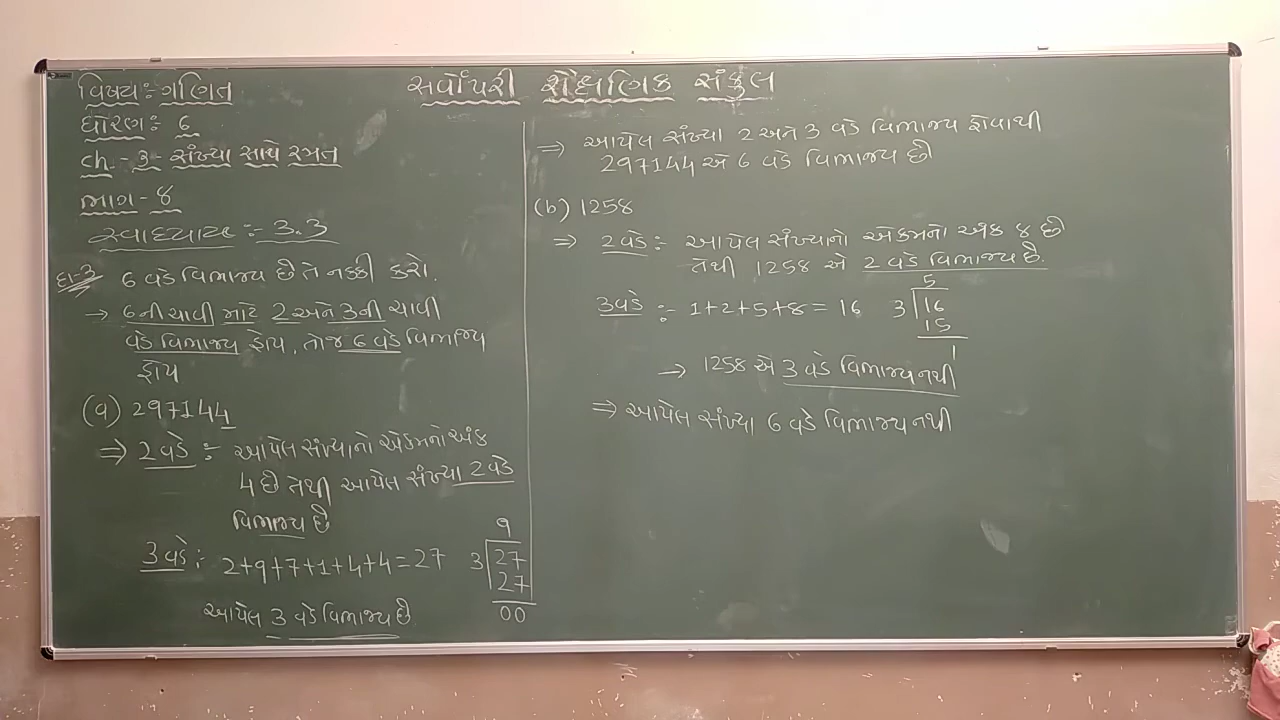 સર્વોપરી શૈક્ષણિક સંકુલ
વિષય:- ગણિત
ધોરણ:- ૬
ch - 3 - સંખ્યા સાથે રમત
ભાગ - ૪
સ્વાધ્યાય:- 3.3
દા-3 6 વડે વિભાજ્ય છે તે નક્કી કરો.
→ 6ની ચાવી માટે 2 અને 3ની ચાવી
વડે વિભાજ્ય હોય, તો જ 6 વડે વિભાજ્ય
હોય
(a) 297144
⇒ 2 વડે :- આપેલ સંખ્યાનો એકમનો અંક
4 છે તેથી આપેલ સંખ્યા 2 વડે
વિભાજ્ય છે
3 વડે :- 2+9+7+1+4+4=27
9
3 27
27
00
આપેલ 3 વડે વિભાજ્ય છે
⇒ આપેલ સંખ્યા 2 અને 3 વડે વિભાજ્ય હોવાથી
297144 એ 6 વડે વિભાજ્ય છે
(b) 1258
⇒ 2 વડે :- આપેલ સંખ્યાનો એકમનો અંક 8 છે
તેથી 1258 એ 2 વડે વિભાજ્ય છે.
3 વડે :- 1+2+5+8=16
5
3 16
15
1
→ 1258 એ 3 વડે વિભાજ્ય નથી
⇒ આપેલ સંખ્યા 6 વડે વિભાજ્ય નથી